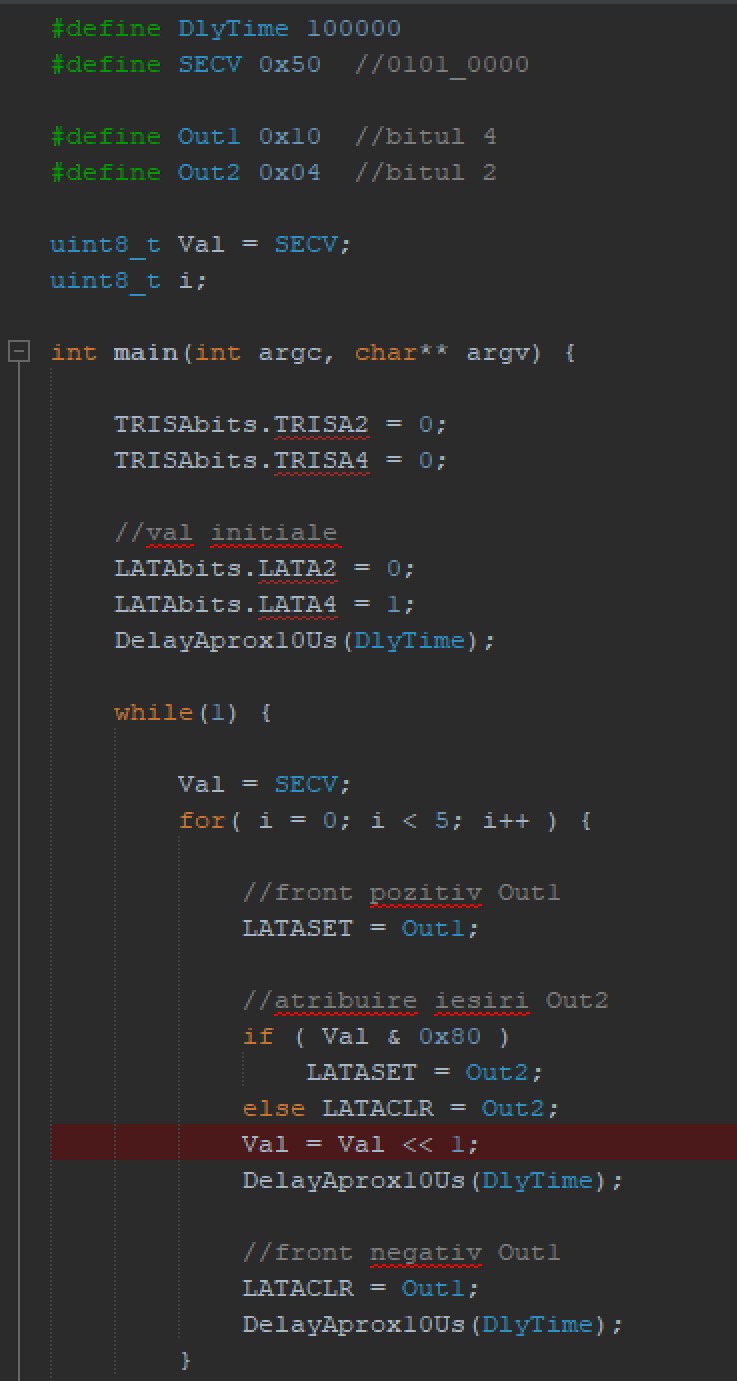 #define DlyTime 100000
#define SECV 0x50  //0101_0000
#define Out1 0x10  //bitul 4
#define Out2 0x04  //bitul 2
uint8_t Val = SECV;
uint8_t i;
int main(int argc, char** argv) {
TRISAbits.TRISA2 = 0;
TRISAbits.TRISA4 = 0;
//val initiale
LATAbits.LATA2 = 0;
LATAbits.LATA4 = 1;
DelayAprox10Us(DlyTime);
while(1) {
Val = SECV;
for( i = 0; i < 5; i++ ) {
//front pozitiv Out1
LATASET = Out1;
//atribuire iesiri Out2
if ( Val & 0x80 )
LATASET = Out2;
else LATACLR = Out2;
Val = Val << 1;
DelayAprox10Us(DlyTime);
//front negativ Out1
LATACLR = Out1;
DelayAprox10Us(DlyTime);
}